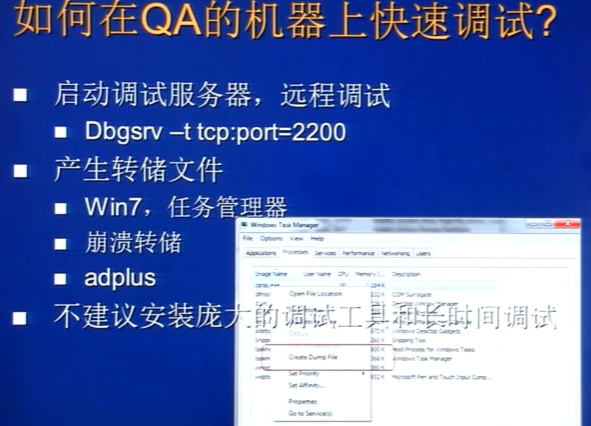 如何在QA的机器上快速调试?
启动调试服务器，远程调试
Dbgsrv –t tcp:port=2200
产生转储文件
Win7，任务管理器
崩溃转储
adplus
不建议安装庞大的调试工具和长时间调试
Windows Task Manager
File Options View Help
Applications Processes Services Performance Networking Users
Image Name User Name CPU Memory (... Description
Open File Location
COM Surrogate
Windows Desktop Gadgets
Snipping Tool
Host Process for Windows Tasks
Create Dump File
Windows Task Manager
Set Priority
Microsoft Pen and Touch Input Comp...
Set Affinity...
Properties
Go to Service(s)